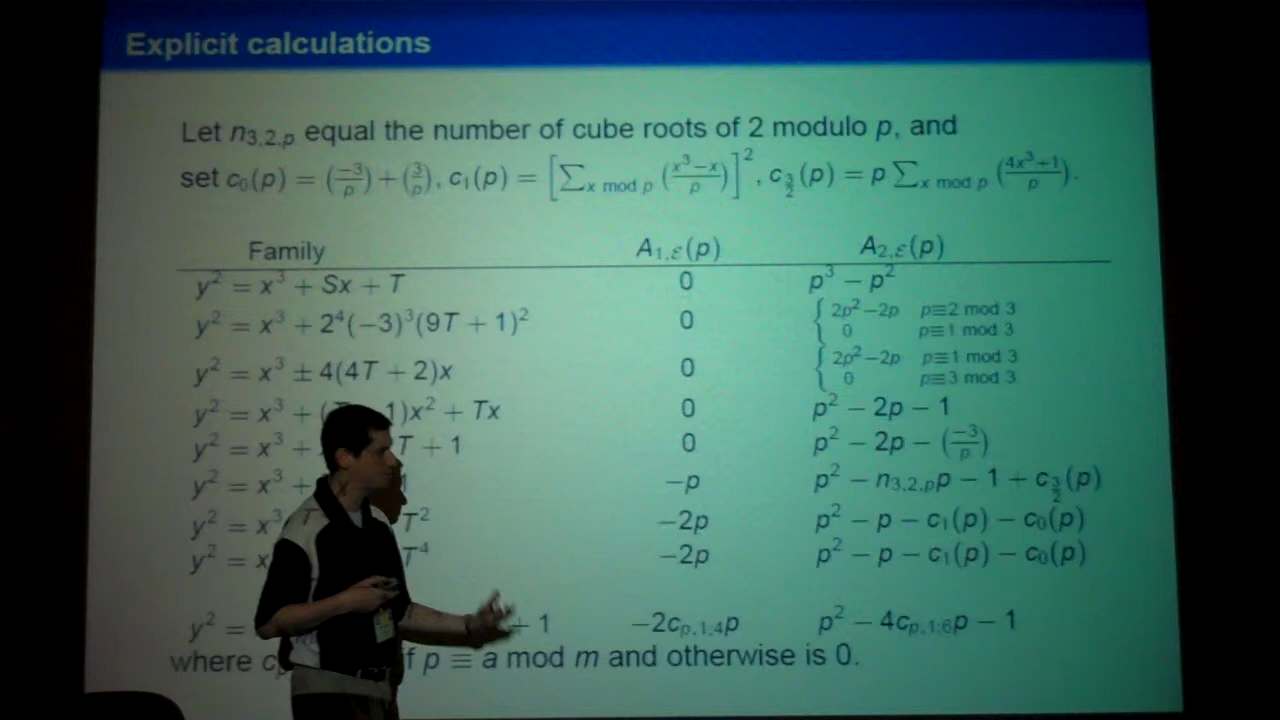 Explicit calculations
Let n₃,₂,ₚ equal the number of cube roots of 2 modulo p, and
set c₀(p) = (−3/p) + (3/p), c₁(p) = [∑ₓ mod p ((x³−x)/p)]², c_{3/2}(p) = p ∑ₓ mod p ((4x³+1)/p).
Family A₁,ε(p) A₂,ε(p)
y² = x³ + Sx + T 0 p³ − p²
y² = x³ + 2⁴(−3)³(9T + 1)² 0 { 2p²−2p p≡2 mod 3
0 p≡1 mod 3
y² = x³ ± 4(4T + 2)x 0 { 2p²−2p p≡1 mod 3
0 p≡3 mod 3
y² = x³ + ( 1)x² + Tx 0 p² − 2p − 1
y² = x³ + T + 1 0 p² − 2p − (−3/p)
y² = x³ + −p p² − n₃,₂,ₚp − 1 + c_{3/2}(p)
y² = x³ T² −2p p² − p − c₁(p) − c₀(p)
y² = x T⁴ −2p p² − p − c₁(p) − c₀(p)
y² = + 1 −2c_{p,1;4}p p² − 4c_{p,1;6}p − 1
where p ≡ a mod m and otherwise is 0.